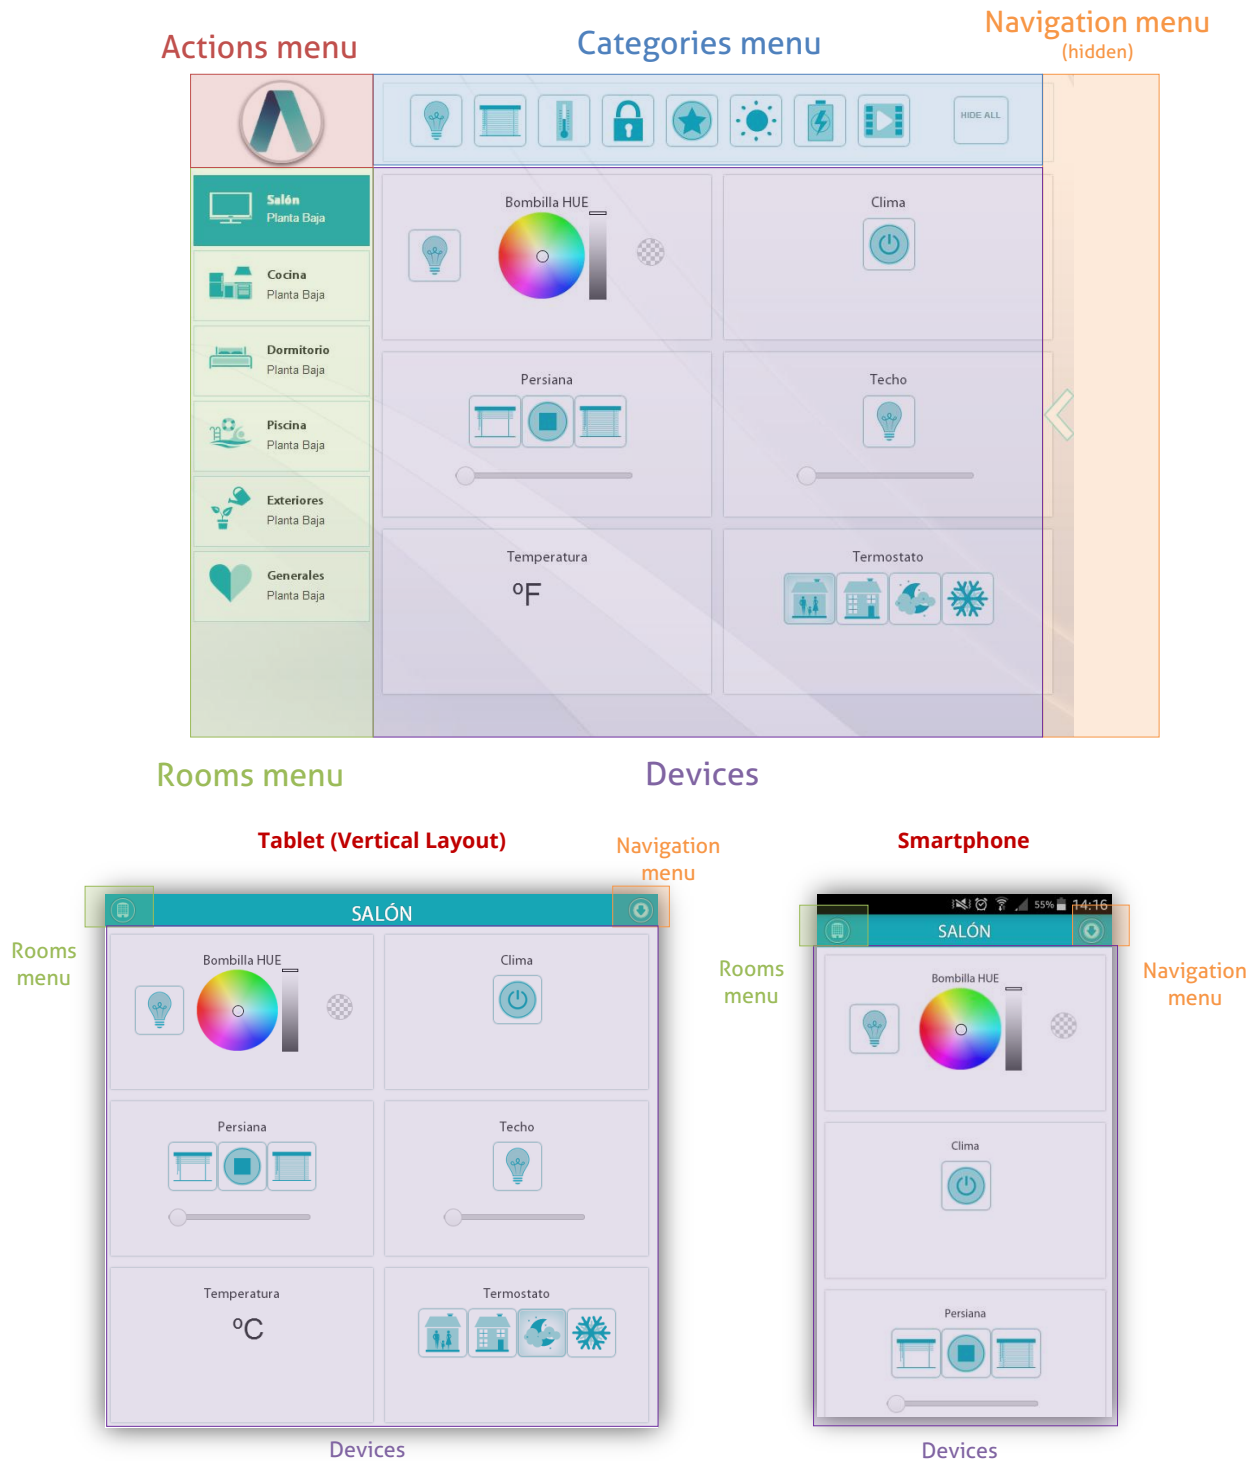 Actions menu
Categories menu
Navigation menu
(hidden)
HIDE ALL
Salón
Planta Baja
Cocina
Planta Baja
Dormitorio
Planta Baja
Piscina
Planta Baja
Exteriores
Planta Baja
Generales
Planta Baja
Bombilla HUE
Clima
Persiana
Techo
Temperatura
ºF
Termostato
Rooms menu
Devices
Tablet (Vertical Layout)
Navigation
menu
SALÓN
Rooms
menu
Bombilla HUE
Clima
Persiana
Techo
Temperatura
ºC
Termostato
Devices
Smartphone
55%
14:16
SALÓN
Rooms
menu
Navigation
menu
Bombilla HUE
Clima
Persiana
Devices